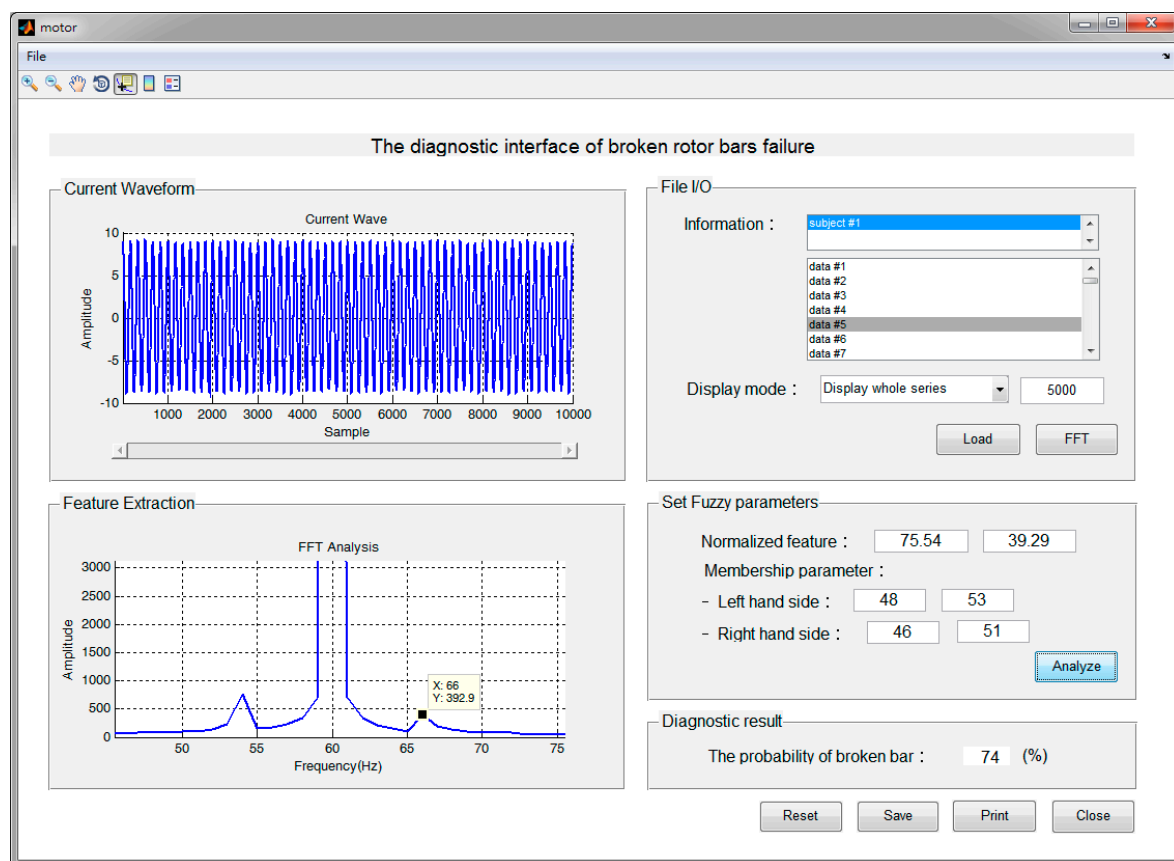 motor
File
The diagnostic interface of broken rotor bars failure
Current Waveform
Current Wave
10
5
0
-5
-10
Amplitude
1000 2000 3000 4000 5000 6000 7000 8000 9000 10000
Sample
File I/O
Information :
subject #1
data #1
data #2
data #3
data #4
data #5
data #6
data #7
Display mode :
Display whole series
5000
Load
FFT
Feature Extraction
FFT Analysis
3000
2500
2000
1500
1000
500
0
Amplitude
X: 66
Y: 392.9
50 55 60 65 70 75
Frequency(Hz)
Set Fuzzy parameters
Normalized feature : 75.54 39.29
Membership parameter :
- Left hand side : 48 53
- Right hand side : 46 51
Analyze
Diagnostic result
The probability of broken bar : 74 (%)
Reset
Save
Print
Close